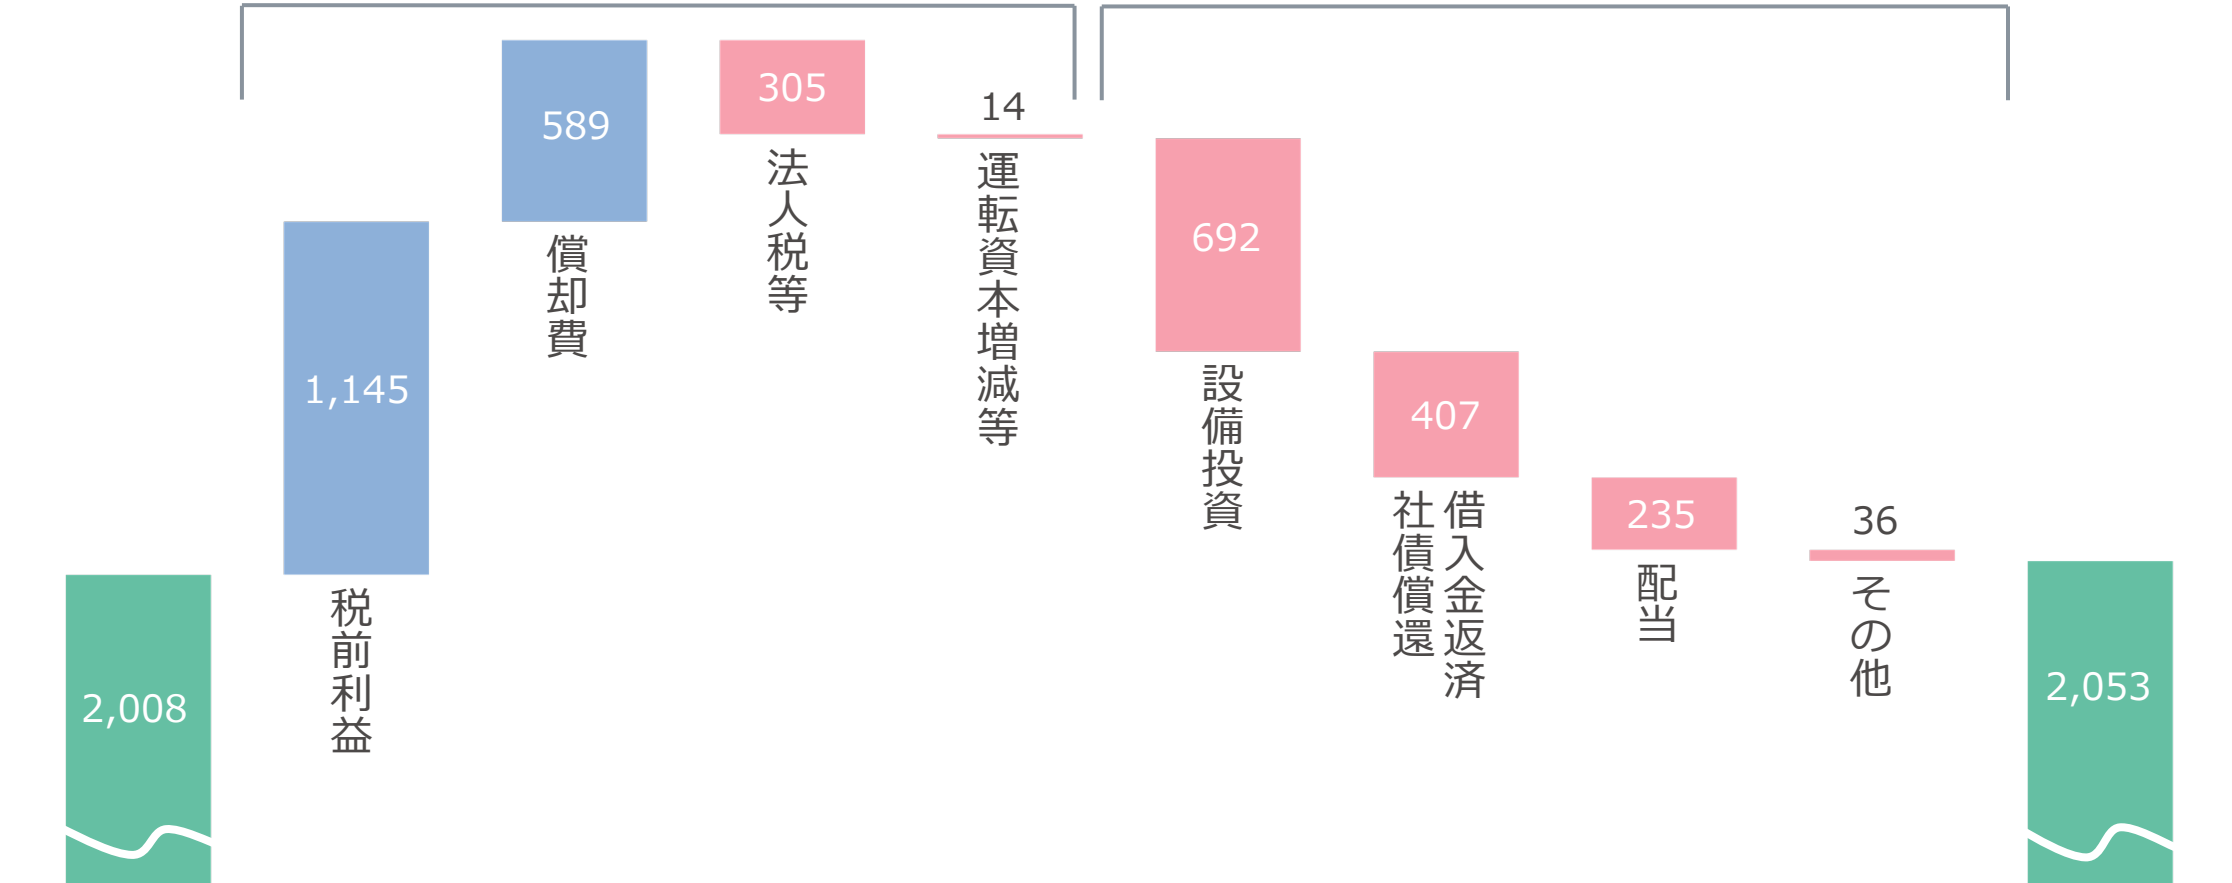 2,008
1,145
税前利益
589
償却費
305
法人税等
14
運転資本増減等
692
設備投資
407
借入金返済
社債償還
235
配当
36
その他
2,053